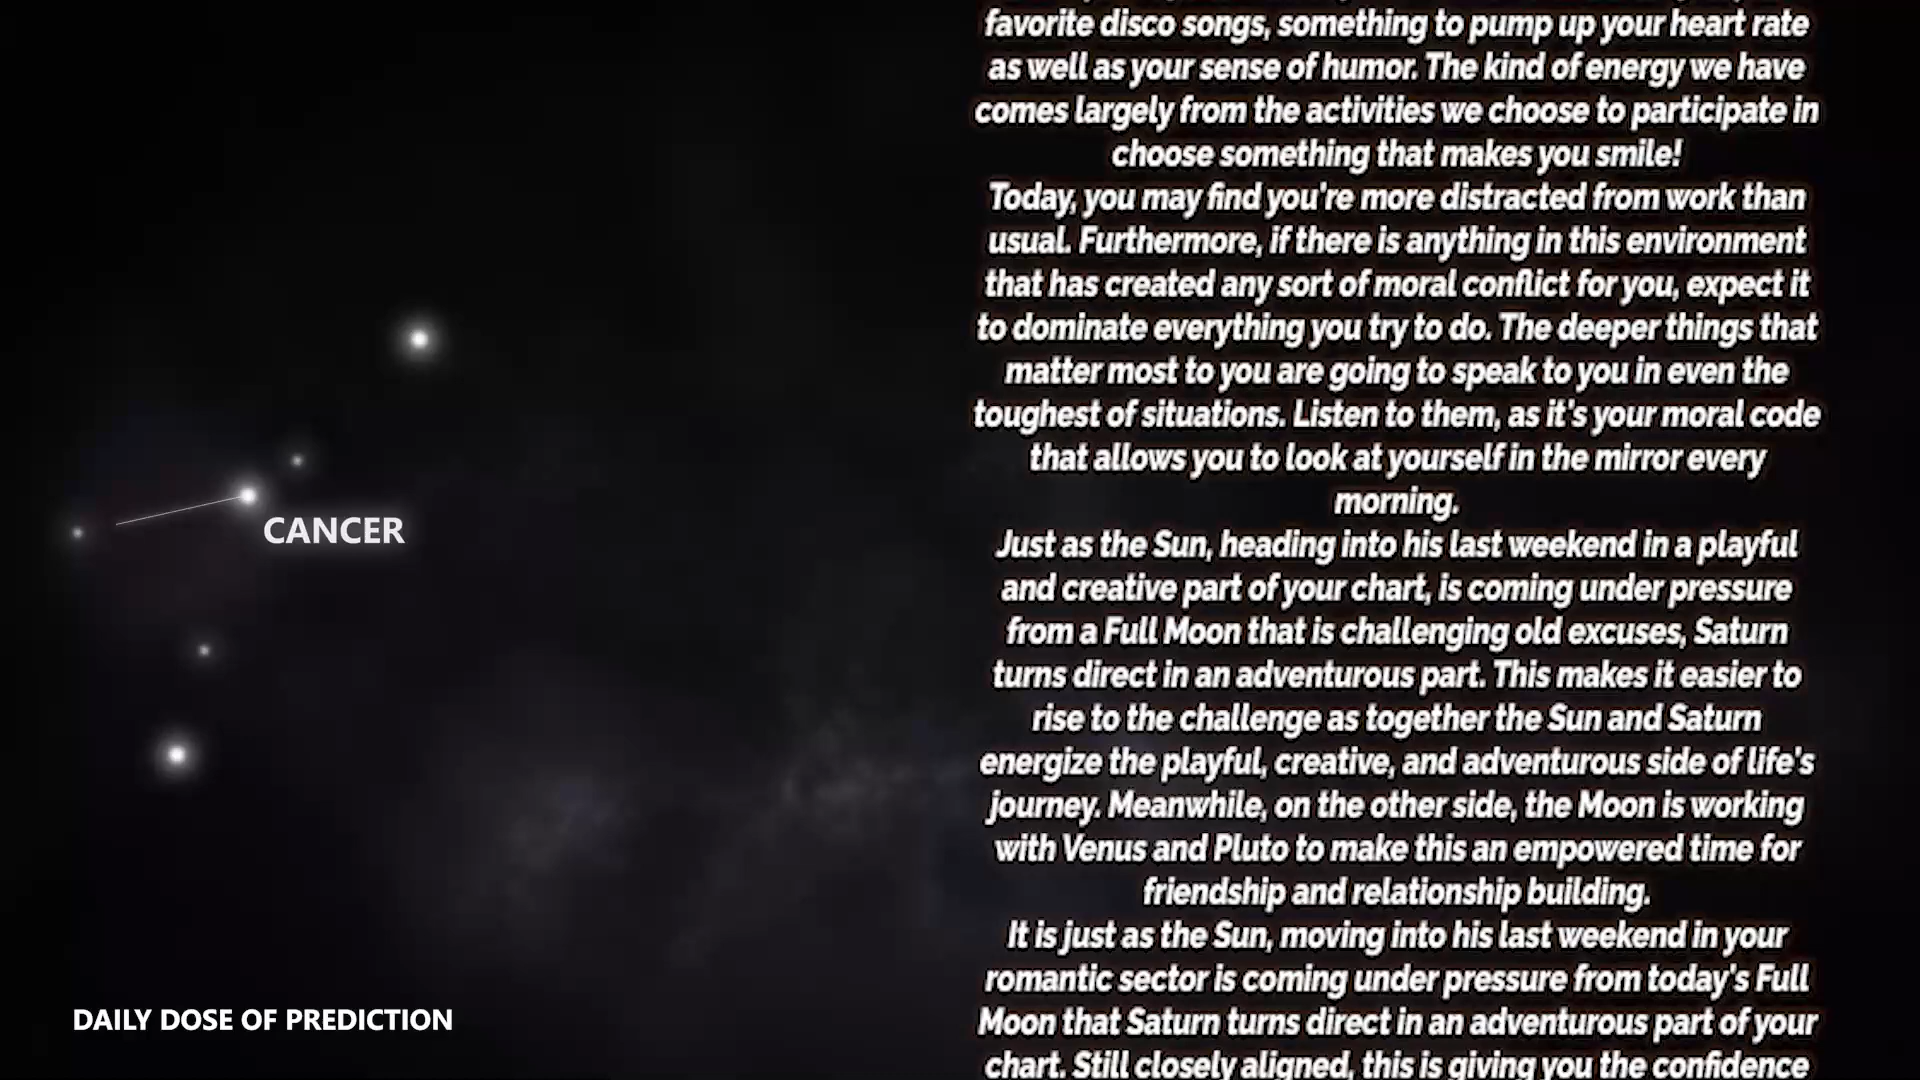 favorite disco songs, something to pump up your heart rate
as well as your sense of humor. The kind of energy we have
comes largely from the activities we choose to participate in
choose something that makes you smile!
Today, you may find you're more distracted from work than
usual. Furthermore, if there is anything in this environment
that has created any sort of moral conflict for you, expect it
to dominate everything you try to do. The deeper things that
matter most to you are going to speak to you in even the
toughest of situations. Listen to them, as it's your moral code
that allows you to look at yourself in the mirror every
morning.
Just as the Sun, heading into his last weekend in a playful
and creative part of your chart, is coming under pressure
from a Full Moon that is challenging old excuses, Saturn
turns direct in an adventurous part. This makes it easier to
rise to the challenge as together the Sun and Saturn
energize the playful, creative, and adventurous side of life's
journey. Meanwhile, on the other side, the Moon is working
with Venus and Pluto to make this an empowered time for
friendship and relationship building.
It is just as the Sun, moving into his last weekend in your
romantic sector is coming under pressure from today's Full
Moon that Saturn turns direct in an adventurous part of your
chart. Still closely aligned, this is giving you the confidence
CANCER
DAILY DOSE OF PREDICTION